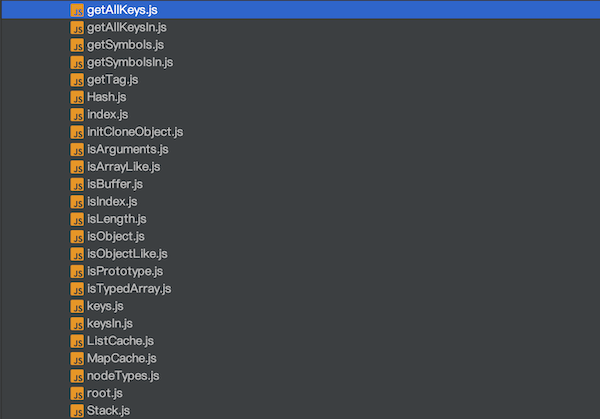 JS getAllKeys.js
JS getAllKeysIn.js
JS getSymbols.js
JS getSymbolsIn.js
JS getTag.js
JS Hash.js
JS index.js
JS initCloneObject.js
JS isArguments.js
JS isArrayLike.js
JS isBuffer.js
JS isIndex.js
JS isLength.js
JS isObject.js
JS isObjectLike.js
JS isPrototype.js
JS isTypedArray.js
JS keys.js
JS keysIn.js
JS ListCache.js
JS MapCache.js
JS nodeTypes.js
JS root.js
JS Stack.js